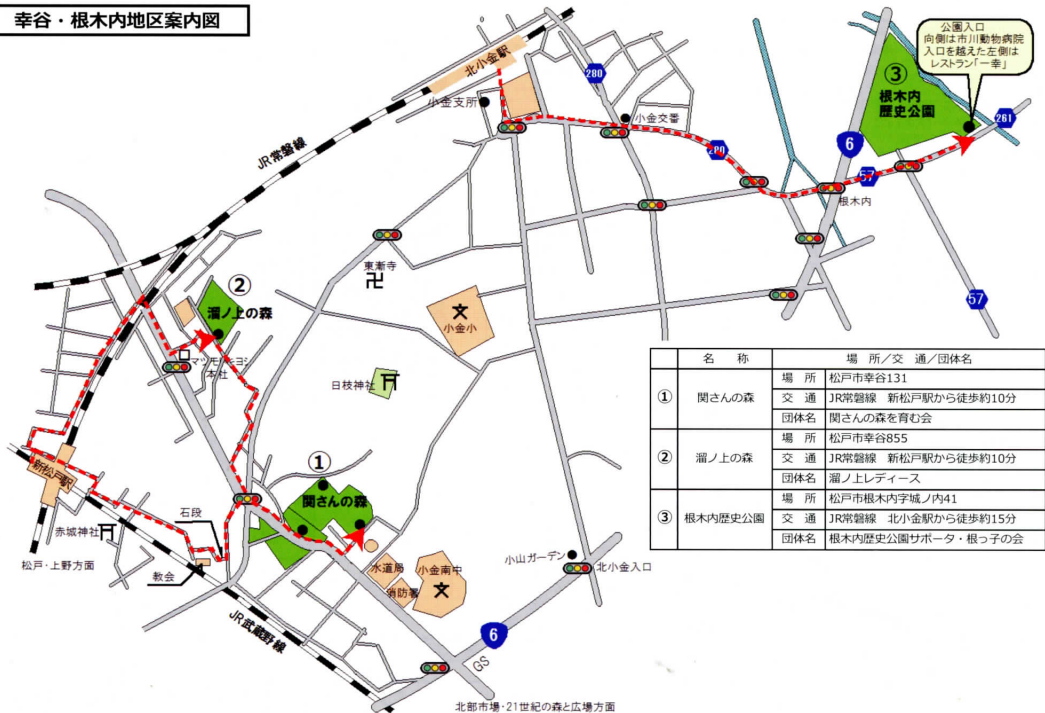 幸谷・根木内地区案内図
公園入口
向側は市川動物病院
入口を越えた左側は
レストラン「一幸」
北小金駅
280
③
根木内
歴史公園
小金支所
小金交番
261
6
280
57
JR常磐線
根木内
東漸寺
卍
②
溜ノ上の森
文
小金小
57
マツモトキヨシ
本社
日枝神社
①
関さんの森
新松戸駅
石段
赤城神社
松戸・上野方面
教会
水道局
小金南中
文
消防署
小山ガーデン
北小金入口
JR武蔵野線
6
GS
北部市場・21世紀の森と広場方面
名 称 場 所/交 通/団体名
① 関さんの森 場 所 松戸市幸谷131
交 通 JR常磐線 新松戸駅から徒歩約10分
団体名 関さんの森を育む会
② 溜ノ上の森 場 所 松戸市幸谷855
交 通 JR常磐線 新松戸駅から徒歩約10分
団体名 溜ノ上レディース
③ 根木内歴史公園 場 所 松戸市根木内字城ノ内41
交 通 JR常磐線 北小金駅から徒歩約15分
団体名 根木内歴史公園サポータ・根っ子の会